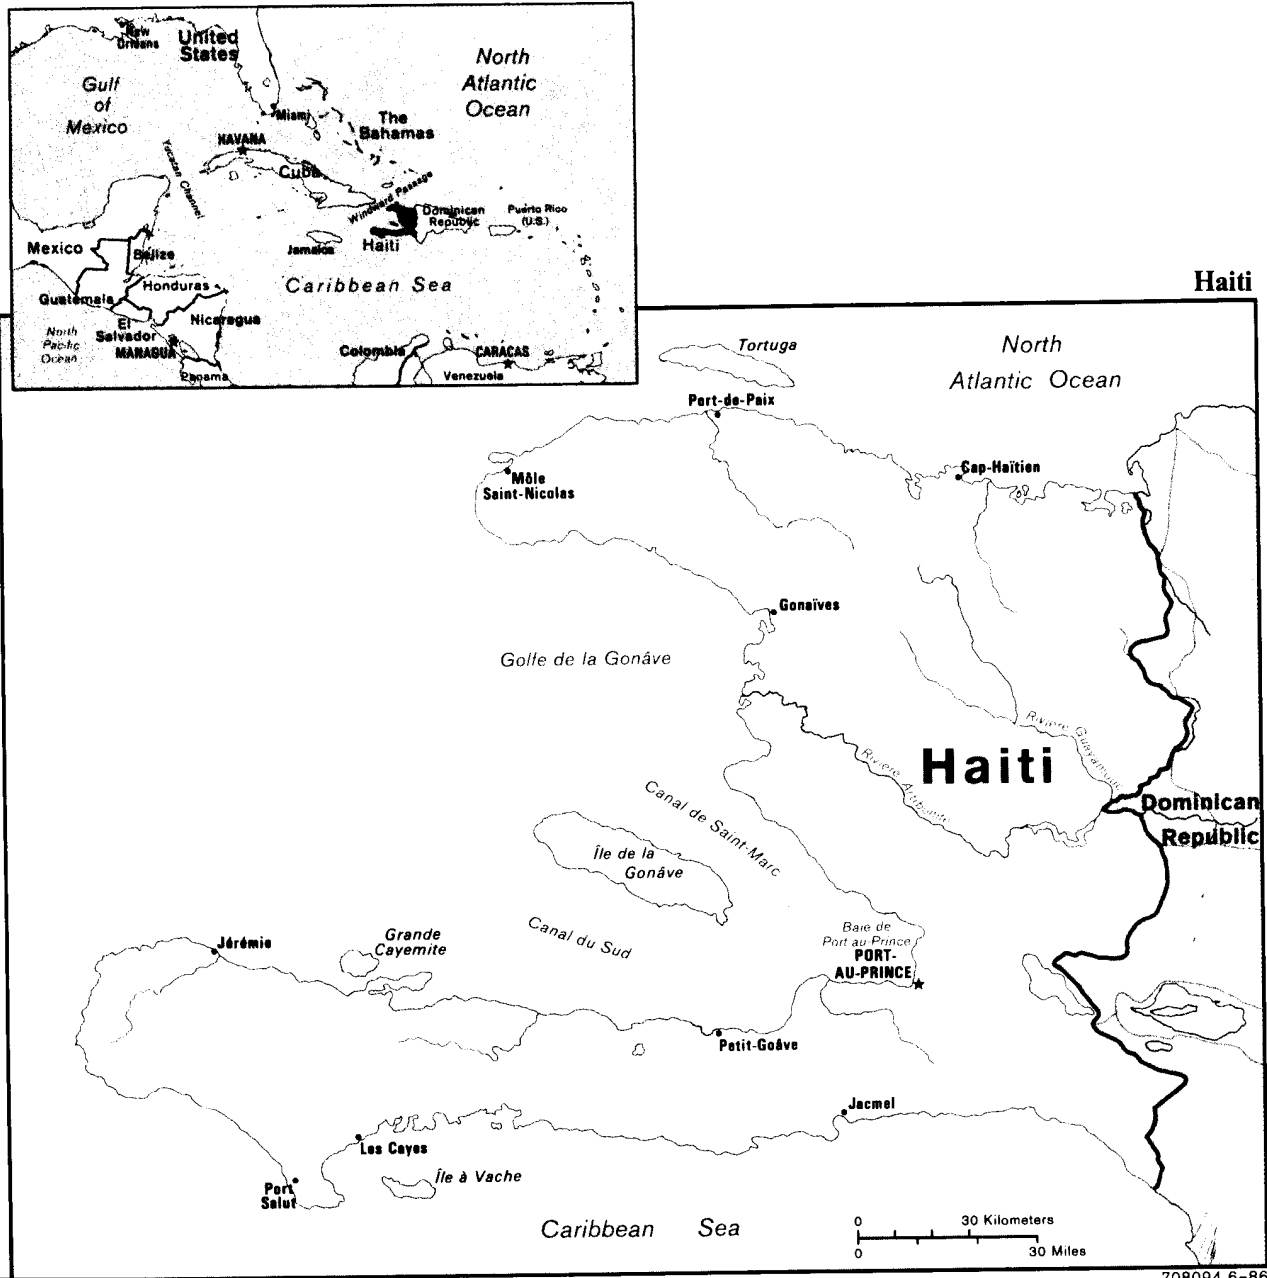 New
Orleans
United
States
North
Atlantic
Ocean
Gulf
of
Mexico
Miami
The
Bahamas
HAVANA
Yucatan Channel
Cuba
Windward Passage
Dominican
Republic
Puerto Rico
(U.S.)
Mexico
Belize
Jamaica
Haiti
Honduras
Caribbean Sea
Guatemala
El
Salvador
Nicaragua
North
Pacific
Ocean
MANAGUA
Colombia
CARACAS
Panama
Venezuela
Haiti
Tortuga
North
Atlantic Ocean
Port-de-Paix
Cap-Haïtien
Môle
Saint-Nicolas
Gonaïves
Golfe de la Gonâve
Rivière Guayamouc
Haiti
Rivière Artibonite
Canal de Saint-Marc
Dominican
Republic
Île de la
Gonâve
Canal du Sud
Baie de
Port-au-Prince
PORT-
AU-PRINCE
Grande
Cayemite
Jérémie
Petit-Goâve
Jacmel
Les Cayes
Île à Vache
Port
Salut
Caribbean Sea
0 30 Kilometers
0 30 Miles
708094 6-86